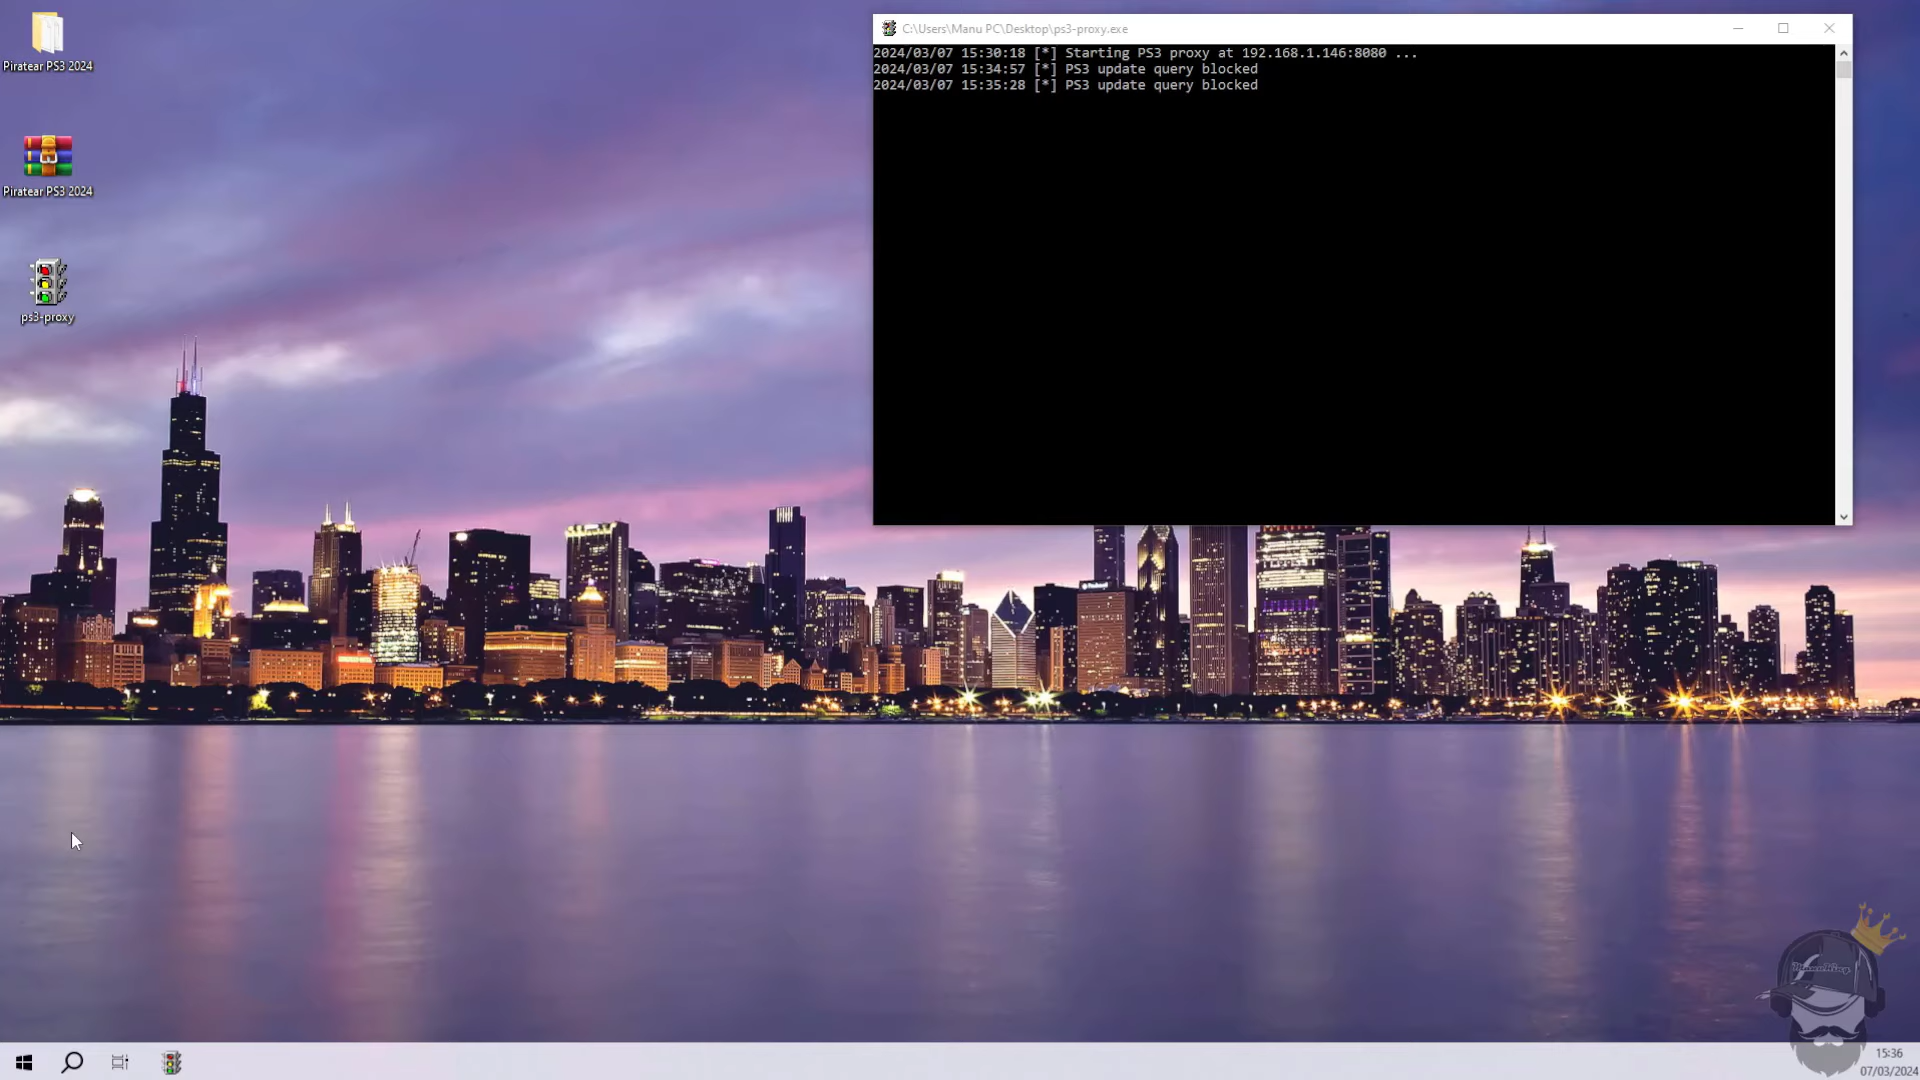 C:\Users\Manu PC\Desktop\ps3-proxy.exe
2024/03/07 15:30:18 [*] Starting PS3 proxy at 192.168.1.146:8080 ...
2024/03/07 15:34:57 [*] PS3 update query blocked
2024/03/07 15:35:28 [*] PS3 update query blocked
Piratear PS3 2024
Piratear PS3 2024
ps3-proxy
15:36
07/03/2024